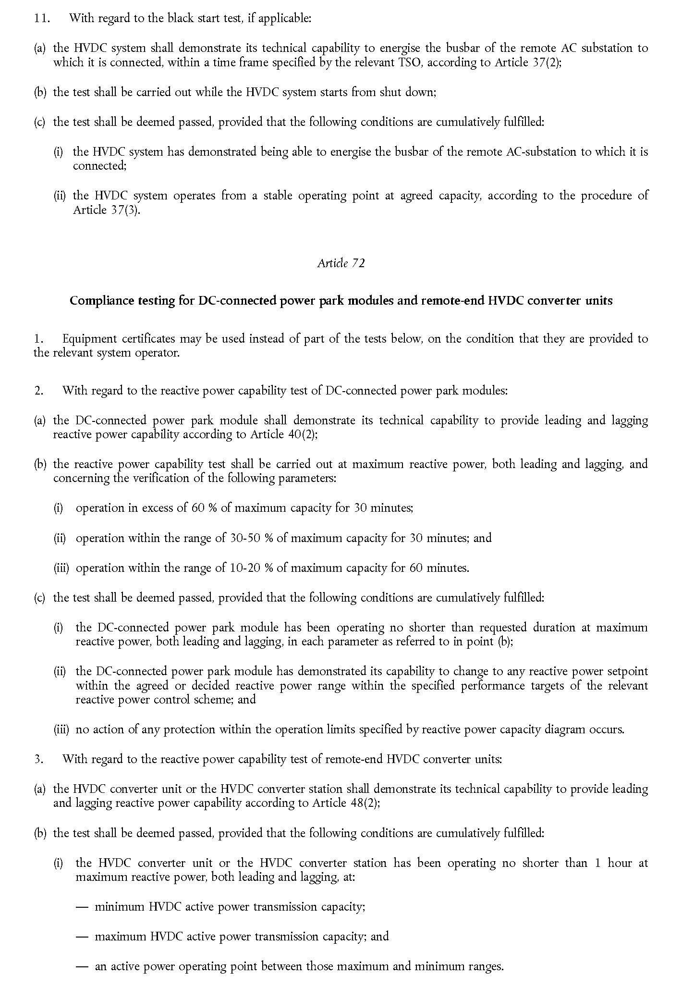 11. With regard to the black start test, if applicable:
(a) the HVDC system shall demonstrate its technical capability to energise the busbar of the remote AC substation to
which it is connected, within a time frame specified by the relevant TSO, according to Article 37(2);
(b) the test shall be carried out while the HVDC system starts from shut down;
(c) the test shall be deemed passed, provided that the following conditions are cumulatively fulfilled:
(i) the HVDC system has demonstrated being able to energise the busbar of the remote AC-substation to which it is
connected;
(ii) the HVDC system operates from a stable operating point at agreed capacity, according to the procedure of
Article 37(3).
Article 72
Compliance testing for DC-connected power park modules and remote-end HVDC converter units
1. Equipment certificates may be used instead of part of the tests below, on the condition that they are provided to
the relevant system operator.
2. With regard to the reactive power capability test of DC-connected power park modules:
(a) the DC-connected power park module shall demonstrate its technical capability to provide leading and lagging
reactive power capability according to Article 40(2);
(b) the reactive power capability test shall be carried out at maximum reactive power, both leading and lagging, and
concerning the verification of the following parameters:
(i) operation in excess of 60 % of maximum capacity for 30 minutes;
(ii) operation within the range of 30-50 % of maximum capacity for 30 minutes; and
(iii) operation within the range of 10-20 % of maximum capacity for 60 minutes.
(c) the test shall be deemed passed, provided that the following conditions are cumulatively fulfilled:
(i) the DC-connected power park module has been operating no shorter than requested duration at maximum
reactive power, both leading and lagging, in each parameter as referred to in point (b);
(ii) the DC-connected power park module has demonstrated its capability to change to any reactive power setpoint
within the agreed or decided reactive power range within the specified performance targets of the relevant
reactive power control scheme; and
(iii) no action of any protection within the operation limits specified by reactive power capacity diagram occurs.
3. With regard to the reactive power capability test of remote-end HVDC converter units:
(a) the HVDC converter unit or the HVDC converter station shall demonstrate its technical capability to provide leading
and lagging reactive power capability according to Article 48(2);
(b) the test shall be deemed passed, provided that the following conditions are cumulatively fulfilled:
(i) the HVDC converter unit or the HVDC converter station has been operating no shorter than 1 hour at
maximum reactive power, both leading and lagging, at:
— minimum HVDC active power transmission capacity;
— maximum HVDC active power transmission capacity; and
— an active power operating point between those maximum and minimum ranges.